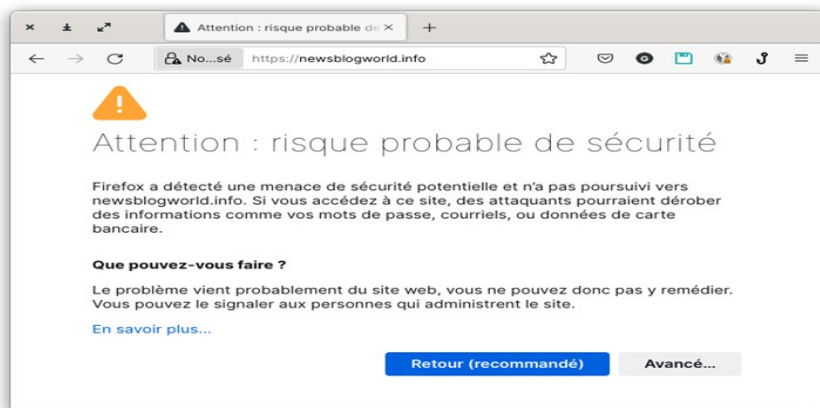 Attention : risque probable de
No...sé https://newsblogworld.info
Attention : risque probable de sécurité
Firefox a détecté une menace de sécurité potentielle et n'a pas poursuivi vers
newsblogworld.info. Si vous accédez à ce site, des attaquants pourraient dérober
des informations comme vos mots de passe, courriels, ou données de carte
bancaire.
Que pouvez-vous faire ?
Le problème vient probablement du site web, vous ne pouvez donc pas y remédier.
Vous pouvez le signaler aux personnes qui administrent le site.
En savoir plus...
Retour (recommandé) Avancé...